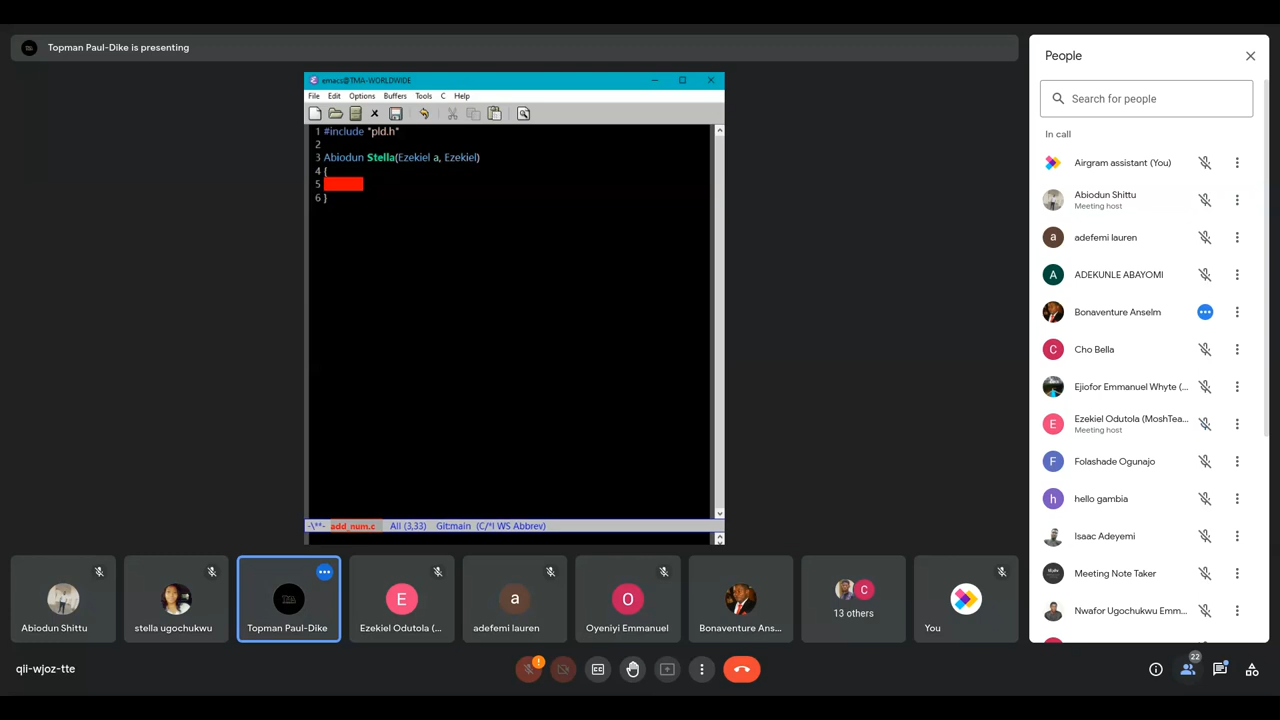 Topman Paul-Dike is presenting
emacs@TMA-WORLDWIDE
File Edit Options Buffers Tools C Help
1 #include "pld.h"
2
3 Abiodun Stella(Ezekiel a, Ezekiel)
4 {
5
6 }
-\**- add_num.c All (3,33) Git:main (C/*l WS Abbrev)
People
Search for people
In call
Airgram assistant (You)
Abiodun Shittu
Meeting host
a adefemi lauren
A ADEKUNLE ABAYOMI
Bonaventure Anselm
C Cho Bella
Ejiofor Emmanuel Whyte (...
E Ezekiel Odutola (MoshTea...
Meeting host
F Folashade Ogunajo
h hello gambia
Isaac Adeyemi
Meeting Note Taker
Nwafor Ugochukwu Emm...
Abiodun Shittu
stella ugochukwu
Topman Paul-Dike
E
Ezekiel Odutola (...
a
adefemi lauren
O
Oyeniyi Emmanuel
Bonaventure Ans...
C
13 others
You
qii-wjoz-tte
!
22